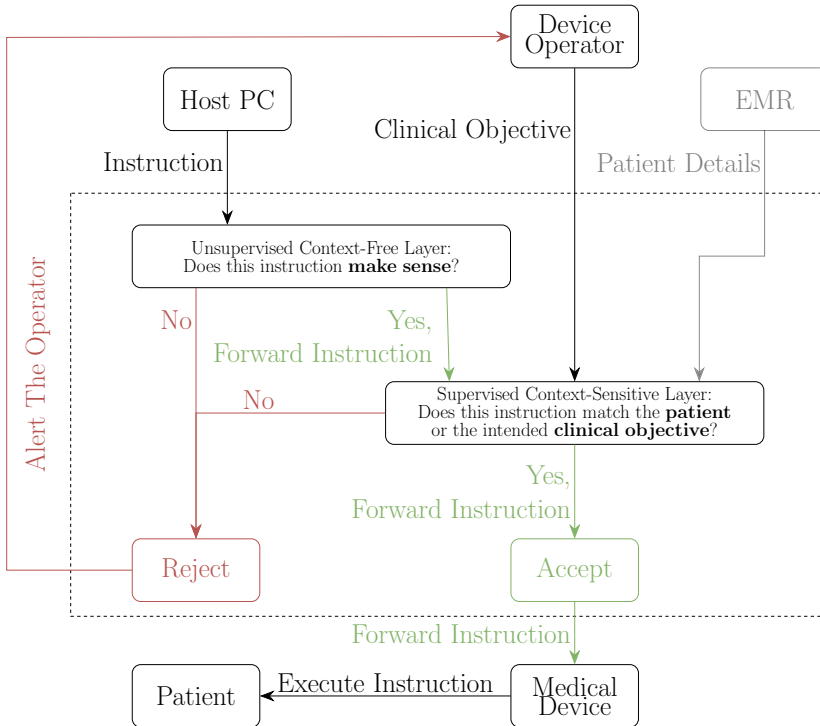 Device
Operator
Host PC
EMR
Clinical Objective
Instruction
Patient Details
Unsupervised Context-Free Layer:
Does this instruction make sense?
Alert The Operator
No
Yes,
Forward Instruction
Supervised Context-Sensitive Layer:
Does this instruction match the patient
or the intended clinical objective?
No
Yes,
Forward Instruction
Reject
Accept
Forward Instruction
Patient
Execute Instruction
Medical
Device